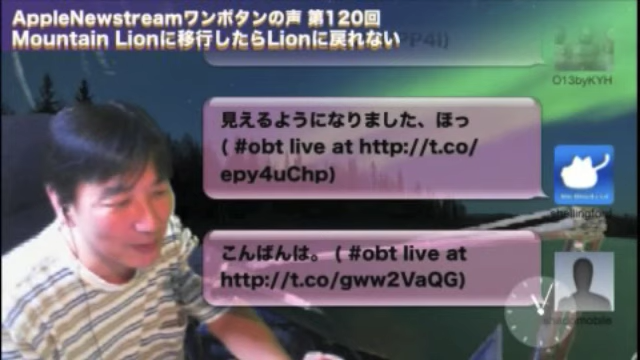 AppleNewstreamワンボタンの声 第120回
Mountain Lionに移行したらLionに戻れない
O13byKYH
見えるようになりました、ほっ
( #obt live at http://t.co/
epy4uChp)
こんばんは。 ( #obt live at
http://t.co/gww2VaQG)